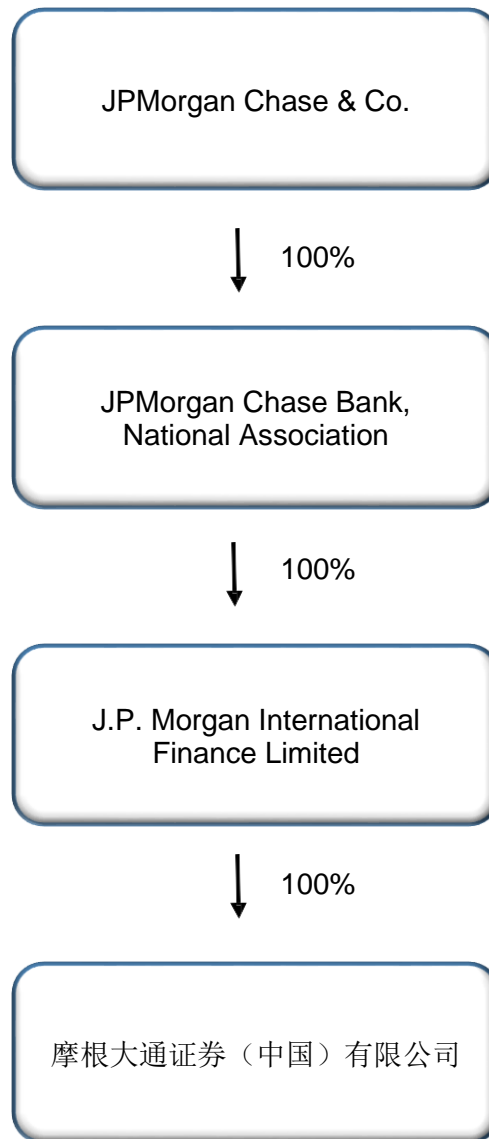 JPMorgan Chase & Co.
100%
JPMorgan Chase Bank,
National Association
100%
J.P. Morgan International
Finance Limited
100%
摩根大通证券（中国）有限公司